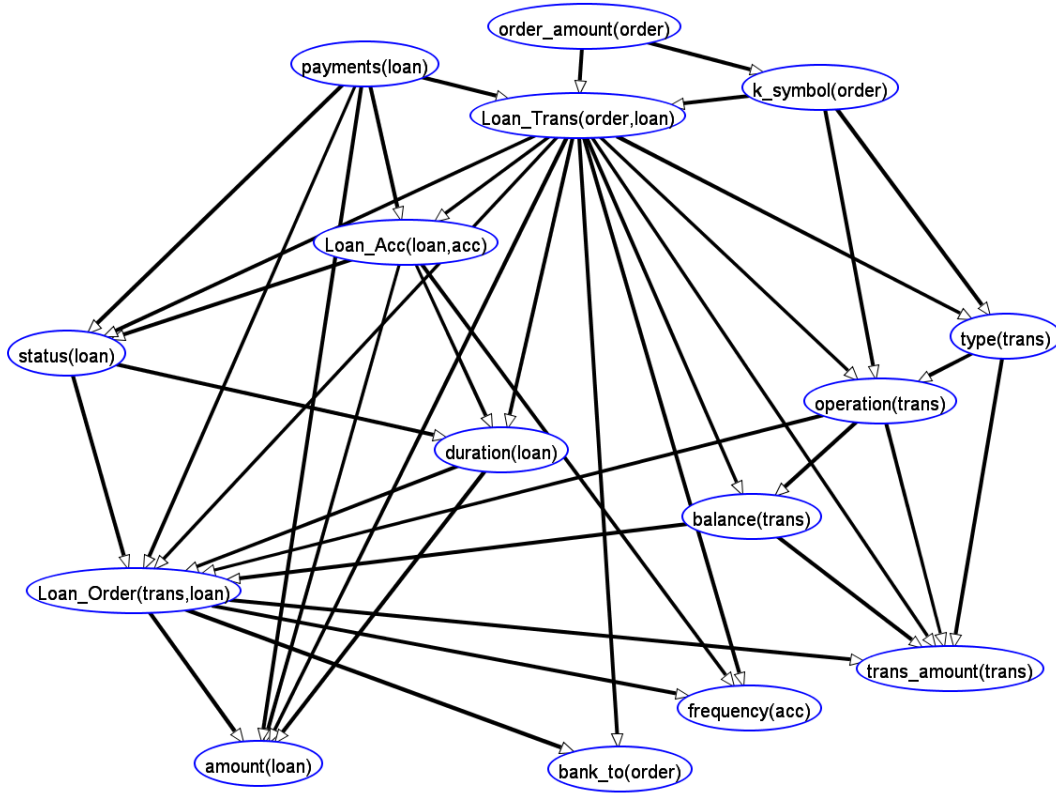 order_amount(order)
payments(loan)
k_symbol(order)
Loan_Trans(order,loan)
Loan_Acc(loan,acc)
status(loan)
type(trans)
operation(trans)
duration(loan)
balance(trans)
Loan_Order(trans,loan)
trans_amount(trans)
frequency(acc)
amount(loan)
bank_to(order)